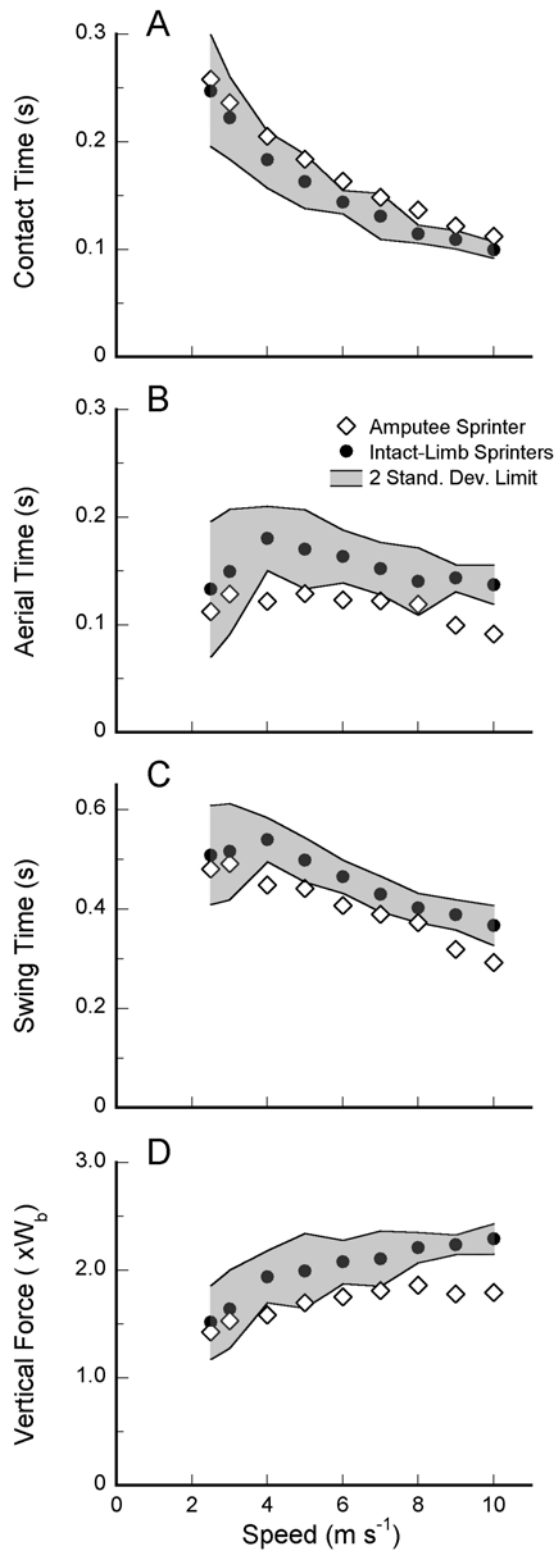 A
0.3
0.2
0.1
0
Contact Time (s)
B
0.3
0.2
0.1
0
Aerial Time (s)
Amputee Sprinter
Intact-Limb Sprinters
2 Stand. Dev. Limit
C
0.6
0.4
0.2
0
Swing Time (s)
D
3.0
2.0
1.0
0
Vertical Force ( xWb)
0 2 4 6 8 10
Speed (m s-1)